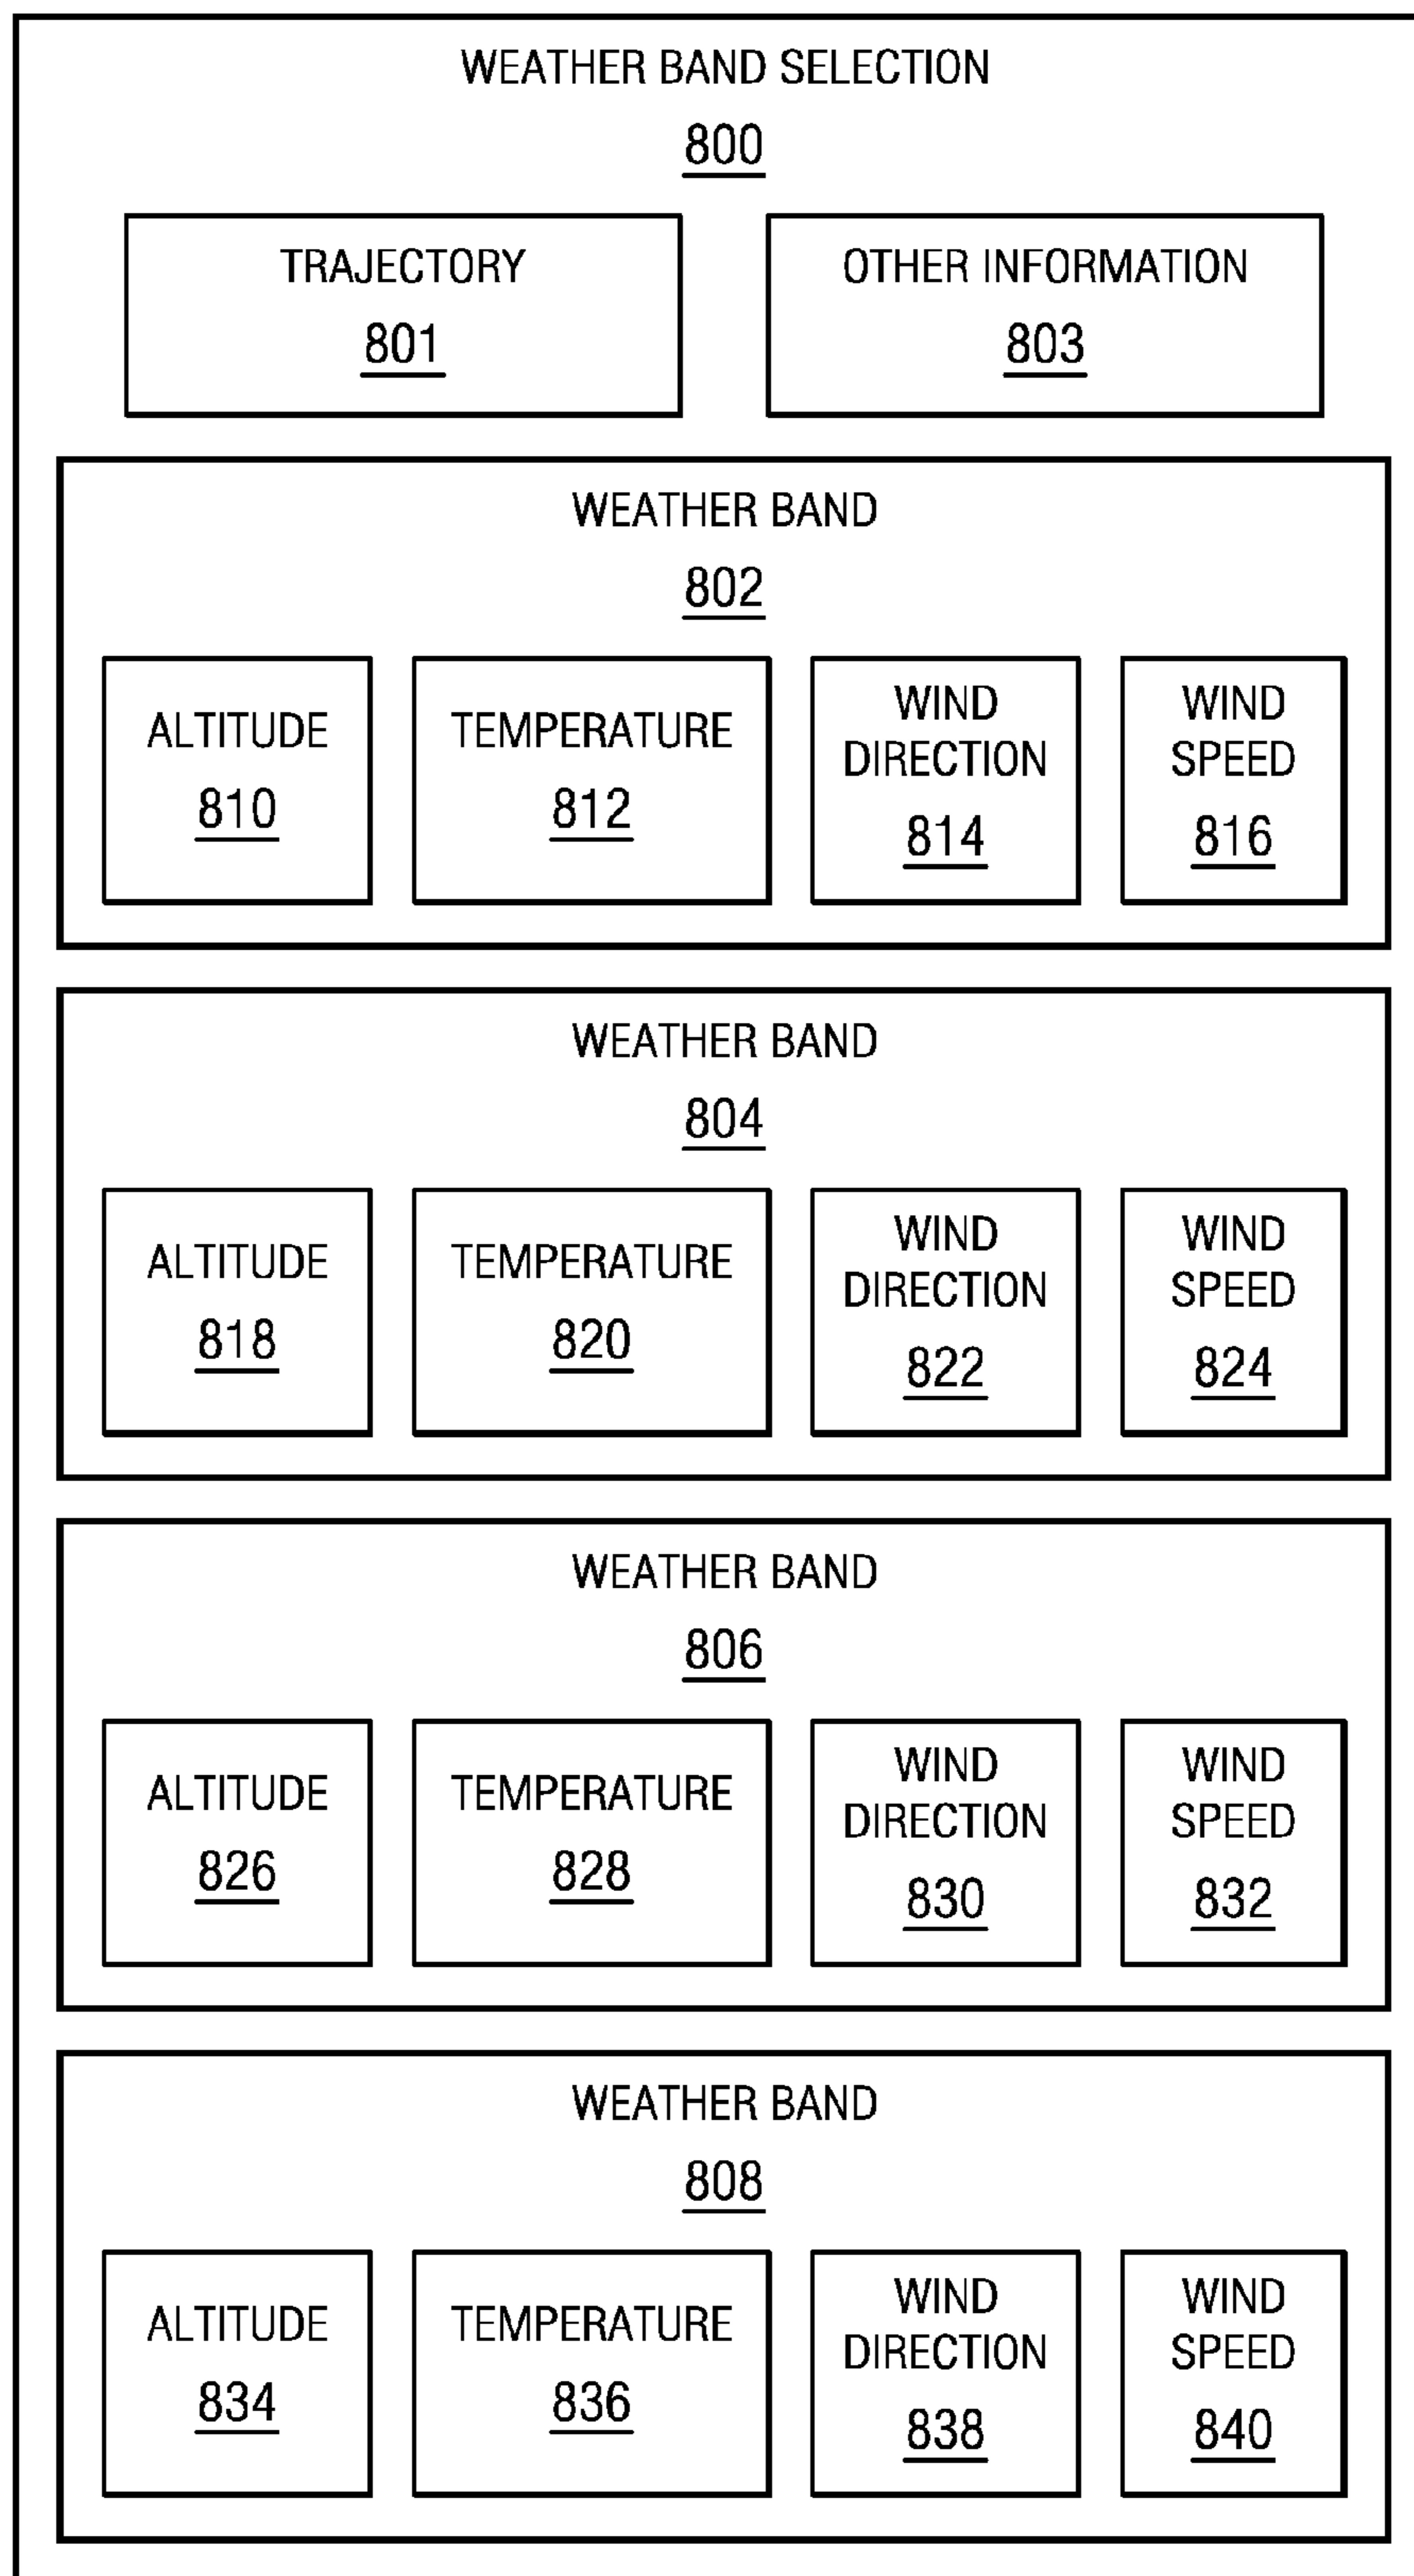 WEATHER BAND SELECTION
800
TRAJECTORY
801
OTHER INFORMATION
803
WEATHER BAND
802
ALTITUDE
810
TEMPERATURE
812
WIND
DIRECTION
814
WIND
SPEED
816
WEATHER BAND
804
ALTITUDE
818
TEMPERATURE
820
WIND
DIRECTION
822
WIND
SPEED
824
WEATHER BAND
806
ALTITUDE
826
TEMPERATURE
828
WIND
DIRECTION
830
WIND
SPEED
832
WEATHER BAND
808
ALTITUDE
834
TEMPERATURE
836
WIND
DIRECTION
838
WIND
SPEED
840